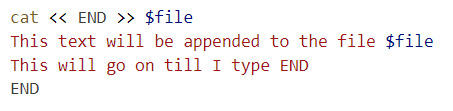 cat << END >> $file
This text will be appended to the file $file
This will go on till I type END
END